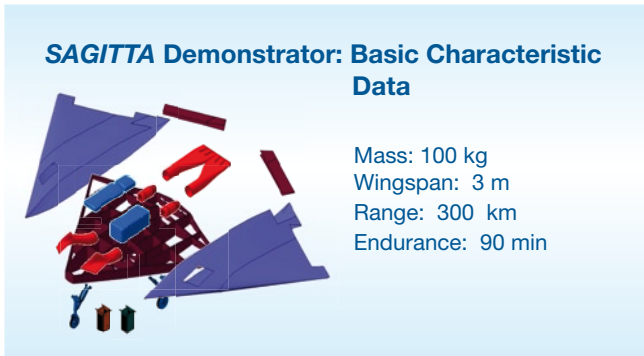 SAGITTA Demonstrator: Basic Characteristic
Data
Mass: 100 kg
Wingspan: 3 m
Range: 300 km
Endurance: 90 min